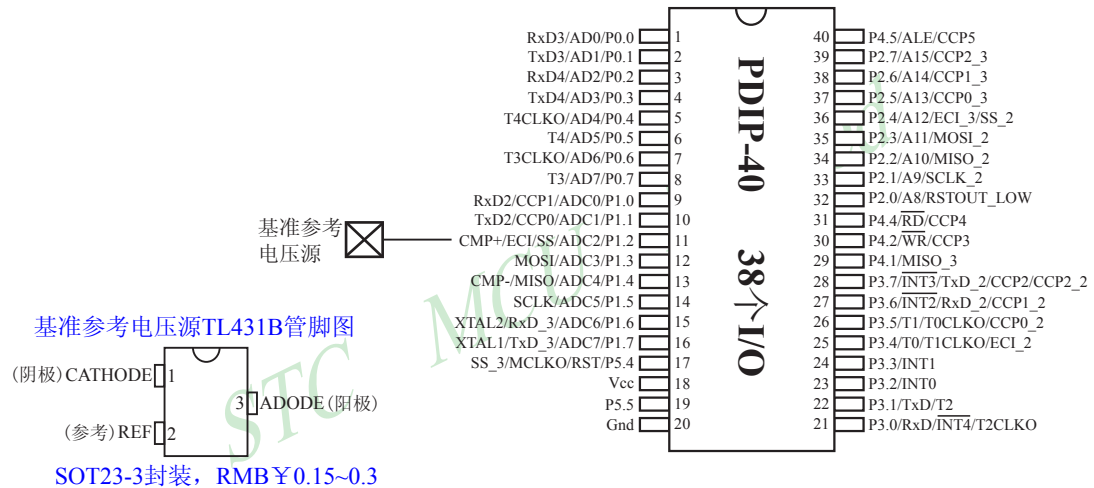 RxD3/AD0/P0.0 1
TxD3/AD1/P0.1 2
RxD4/AD2/P0.2 3
TxD4/AD3/P0.3 4
T4CLKO/AD4/P0.4 5
T4/AD5/P0.5 6
T3CLKO/AD6/P0.6 7
T3/AD7/P0.7 8
RxD2/CCP1/ADC0/P1.0 9
TxD2/CCP0/ADC1/P1.1 10
CMP+/ECI/SS/ADC2/P1.2 11
MOSI/ADC3/P1.3 12
CMP-/MISO/ADC4/P1.4 13
SCLK/ADC5/P1.5 14
XTAL2/RxD_3/ADC6/P1.6 15
XTAL1/TxD_3/ADC7/P1.7 16
SS_3/MCLKO/RST/P5.4 17
Vcc 18
P5.5 19
Gnd 20
PDIP-40 38个I/O
40 P4.5/ALE/CCP5
39 P2.7/A15/CCP2_3
38 P2.6/A14/CCP1_3
37 P2.5/A13/CCP0_3
36 P2.4/A12/ECI_3/SS_2
35 P2.3/A11/MOSI_2
34 P2.2/A10/MISO_2
33 P2.1/A9/SCLK_2
32 P2.0/A8/RSTOUT_LOW
31 P4.4/RD/CCP4
30 P4.2/WR/CCP3
29 P4.1/MISO_3
28 P3.7/INT3/TxD_2/CCP2/CCP2_2
27 P3.6/INT2/RxD_2/CCP1_2
26 P3.5/T1/T0CLKO/CCP0_2
25 P3.4/T0/T1CLKO/ECI_2
24 P3.3/INT1
23 P3.2/INT0
22 P3.1/TxD/T2
21 P3.0/RxD/INT4/T2CLKO
基准参考
电压源
基准参考电压源TL431B管脚图
(阴极)CATHODE 1
3 ADODE(阳极)
(参考)REF 2
SOT23-3封装，RMB￥0.15~0.3
STC MCU